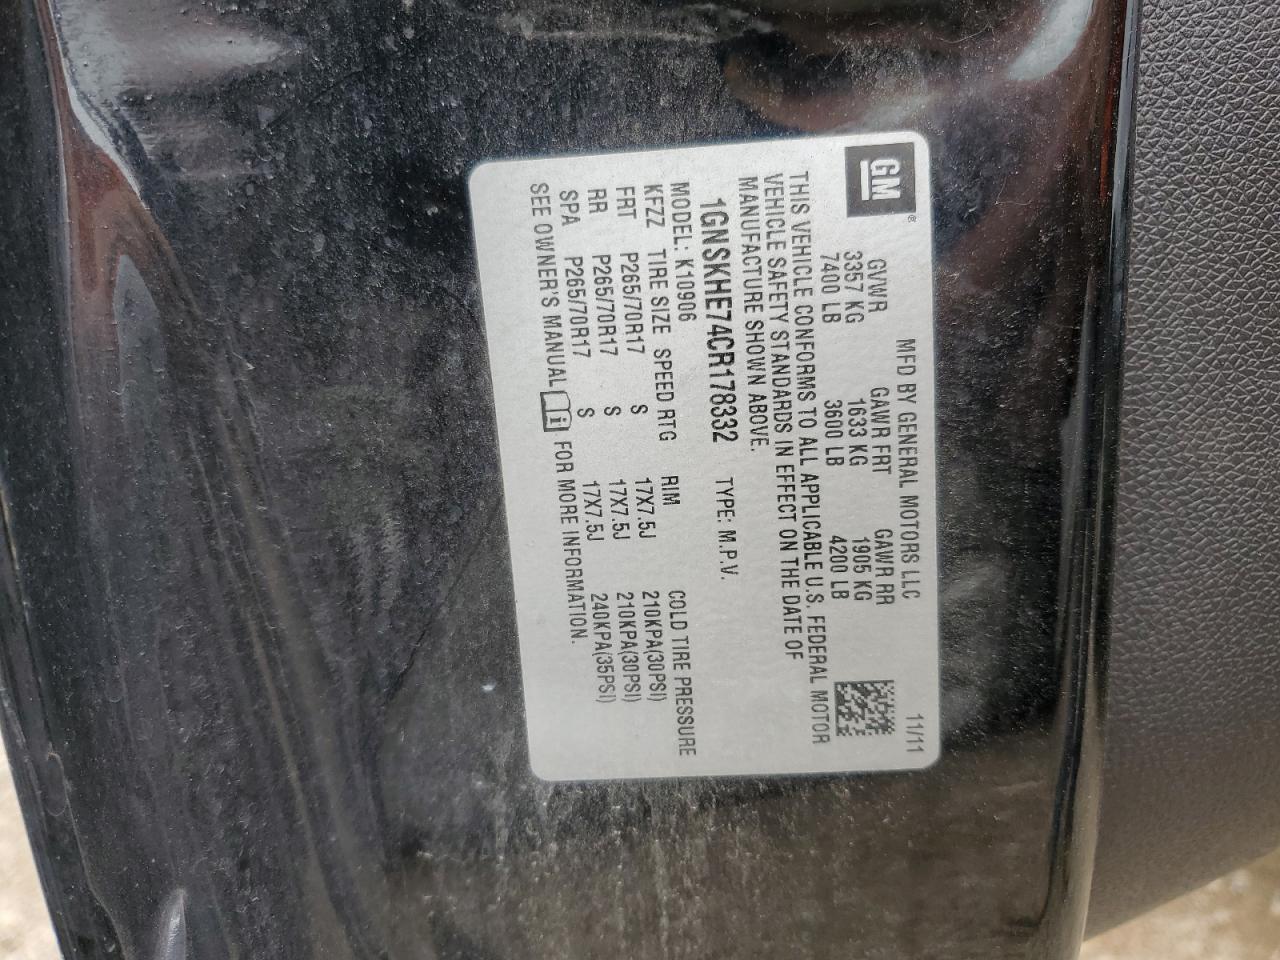 GM®
MFD BY GENERAL MOTORS LLC 11/11
GVWR GAWR FRT GAWR RR
3357 KG 1633 KG 1905 KG
7400 LB 3600 LB 4200 LB
THIS VEHICLE CONFORMS TO ALL APPLICABLE U.S. FEDERAL MOTOR
VEHICLE SAFETY STANDARDS IN EFFECT ON THE DATE OF
MANUFACTURE SHOWN ABOVE.
1GNSKHE74CR178332 TYPE: M.P.V.
MODEL: K10906
KFZZ TIRE SIZE SPEED RTG RIM COLD TIRE PRESSURE
FRT P265/70R17 S 17X7.5J 210KPA(30PSI)
RR P265/70R17 S 17X7.5J 210KPA(30PSI)
SPA P265/70R17 S 17X7.5J 240KPA(35PSI)
SEE OWNER'S MANUAL i FOR MORE INFORMATION.